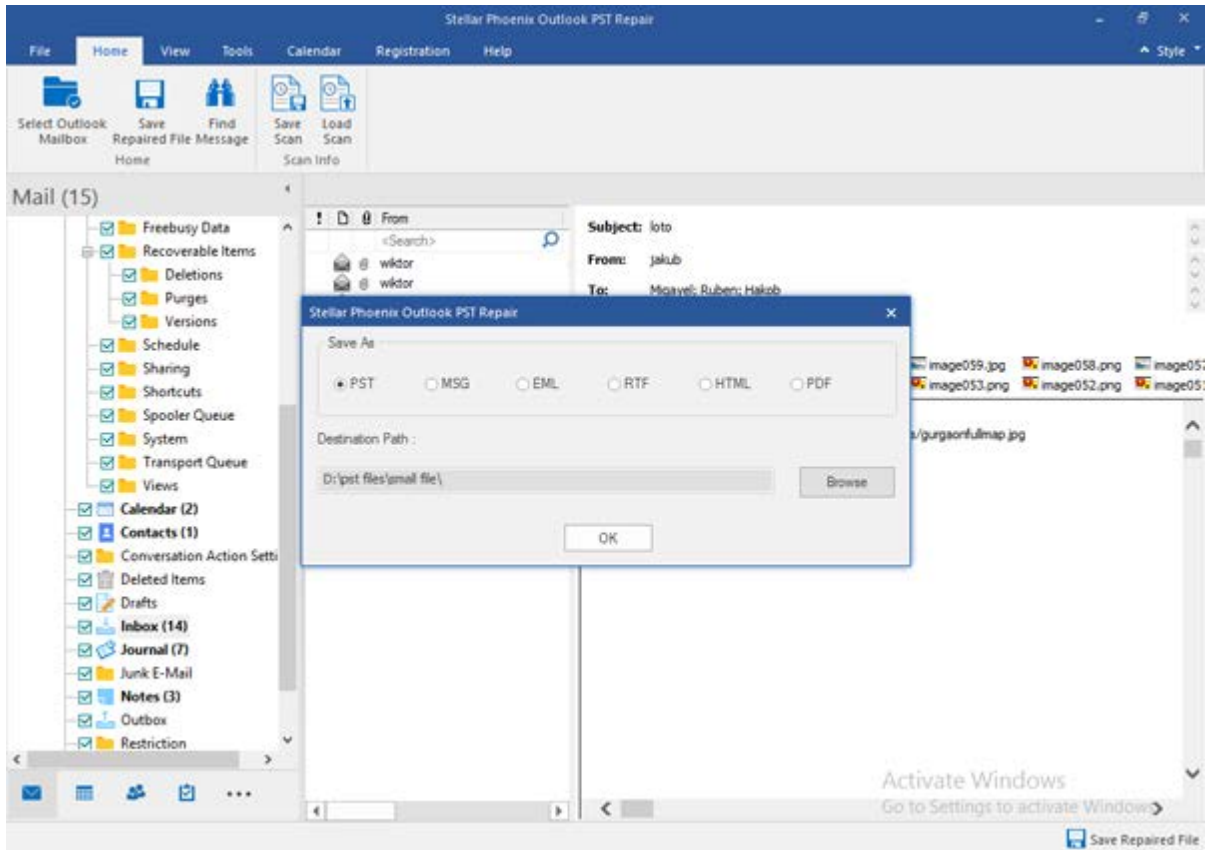 Stellar Phoenix Outlook PST Repair
File Home View Tools Calendar Registration Help Style
Select Outlook Mailbox
Save Repaired File
Find Message
Save Scan
Load Scan
Home
Scan Info
Mail (15)
Freebusy Data
Recoverable Items
Deletions
Purges
Versions
Schedule
Sharing
Shortcuts
Spooler Queue
System
Transport Queue
Views
Calendar (2)
Contacts (1)
Conversation Action Setti
Deleted Items
Drafts
Inbox (14)
Journal (7)
Junk E-Mail
Notes (3)
Outbox
Restriction
From
<Search>
wiktor
wiktor
Subject: loto
From: jakub
To: Migavel; Ruben; Hakob
image059.jpg image058.png image057
image053.png image052.png image051
s/gurgaonfullmap.jpg
Stellar Phoenix Outlook PST Repair
Save As
PST MSG EML RTF HTML PDF
Destination Path :
D:\pst files\small file\
Browse
OK
Activate Windows
Go to Settings to activate Windows
Save Repaired File